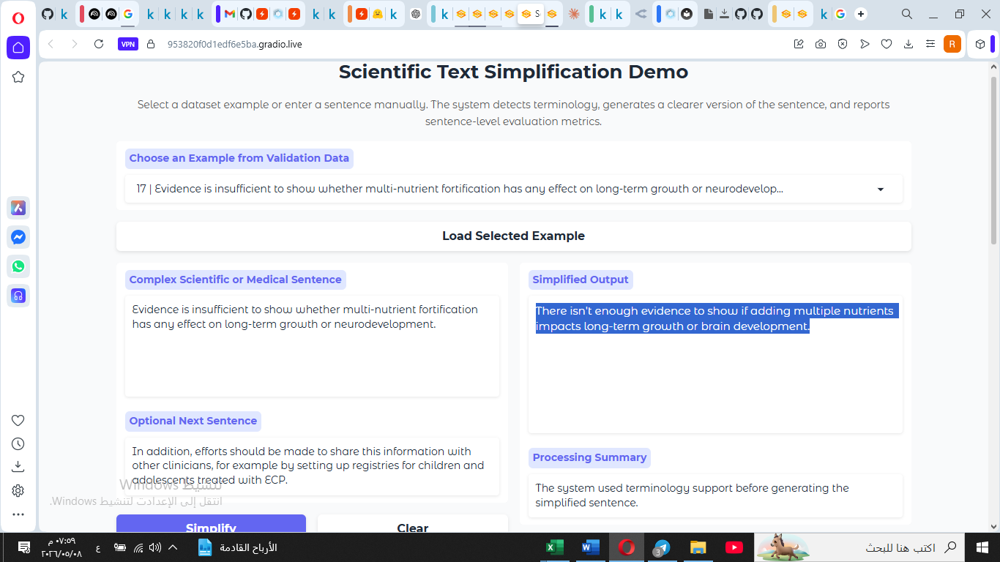 S
VPN
953820f0d1edf6e5ba.gradio.live
R
Scientific Text Simplification Demo
Select a dataset example or enter a sentence manually. The system detects terminology, generates a clearer version of the sentence, and reports
sentence-level evaluation metrics.
Choose an Example from Validation Data
17 | Evidence is insufficient to show whether multi-nutrient fortification has any effect on long-term growth or neurodevelop...
Load Selected Example
Complex Scientific or Medical Sentence
Evidence is insufficient to show whether multi-nutrient fortification
has any effect on long-term growth or neurodevelopment.
Optional Next Sentence
In addition, efforts should be made to share this information with
other clinicians, for example by setting up registries for children and
adolescents treated with ECP.
Simplify
Clear
Simplified Output
There isn't enough evidence to show if adding multiple nutrients
impacts long-term growth or brain development.
Processing Summary
The system used terminology support before generating the
simplified sentence.
تنشيط Windows
انتقل إلى الإعدادات لتنشيط Windows.
٠٧:٥٩ م
٢٠٢٦/٠٥/٠٨
ع
الأرباح القادمة
3
اكتب هنا للبحث